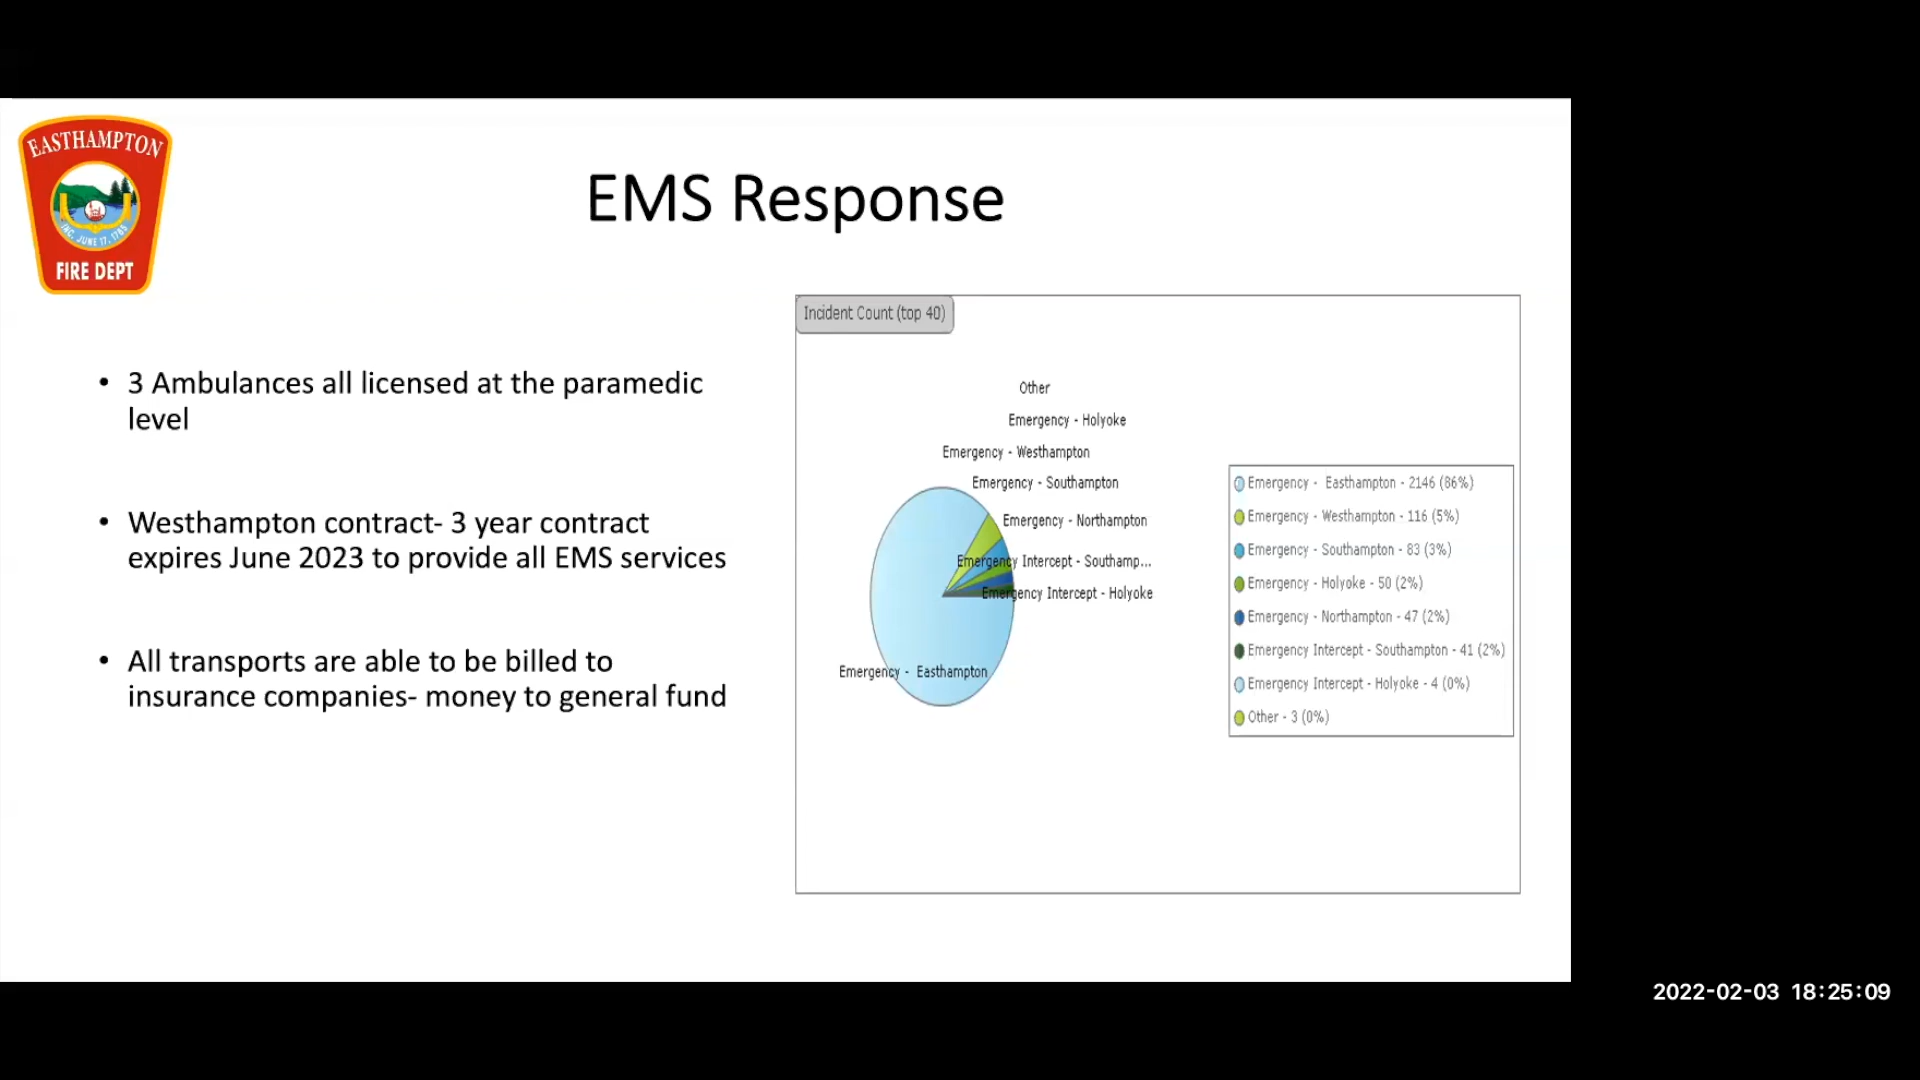 EASTHAMPTON
INC. JUNE 17, 1785
FIRE DEPT
EMS Response
• 3 Ambulances all licensed at the paramedic
level
• Westhampton contract- 3 year contract
expires June 2023 to provide all EMS services
• All transports are able to be billed to
insurance companies- money to general fund
Incident Count (top 40)
Other
Emergency - Holyoke
Emergency - Westhampton
Emergency - Southampton
Emergency - Northampton
Emergency Intercept - Southamp...
Emergency Intercept - Holyoke
Emergency - Easthampton
Emergency - Easthampton - 2146 (86%)
Emergency - Westhampton - 116 (5%)
Emergency - Southampton - 83 (3%)
Emergency - Holyoke - 50 (2%)
Emergency - Northampton - 47 (2%)
Emergency Intercept - Southampton - 41 (2%)
Emergency Intercept - Holyoke - 4 (0%)
Other - 3 (0%)
2022-02-03 18:25:09